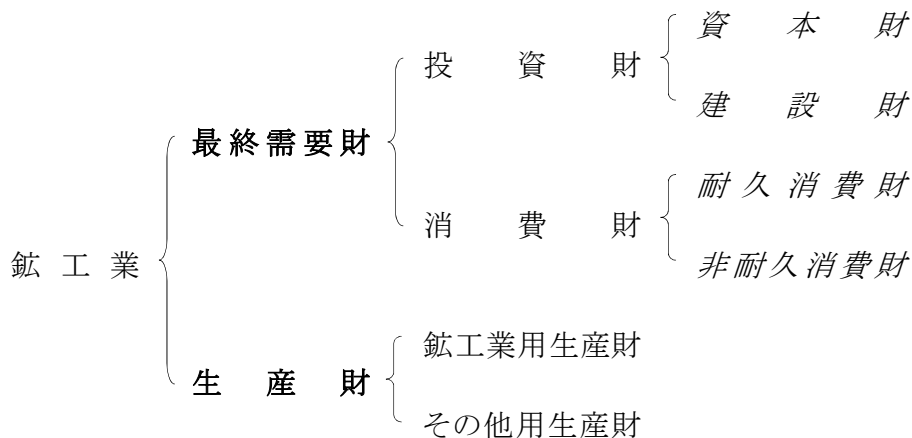 資本財
投資財
建設財
最終需要財
耐久消費財
消費財
非耐久消費財
鉱工業
鉱工業用生産財
生産財
その他用生産財